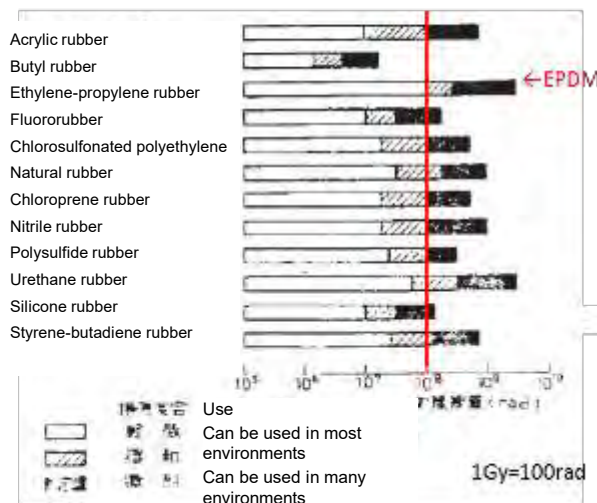 Acrylic rubber
Butyl rubber
Ethylene-propylene rubber
←EPDM
Fluororubber
Chlorosulfonated polyethylene
Natural rubber
Chloroprene rubber
Nitrile rubber
Polysulfide rubber
Urethane rubber
Silicone rubber
Styrene-butadiene rubber
10⁵ 10⁶ 10⁷ 10⁸ 10⁹
(rad)
Use
Can be used in most
environments
Can be used in many
environments
1Gy=100rad